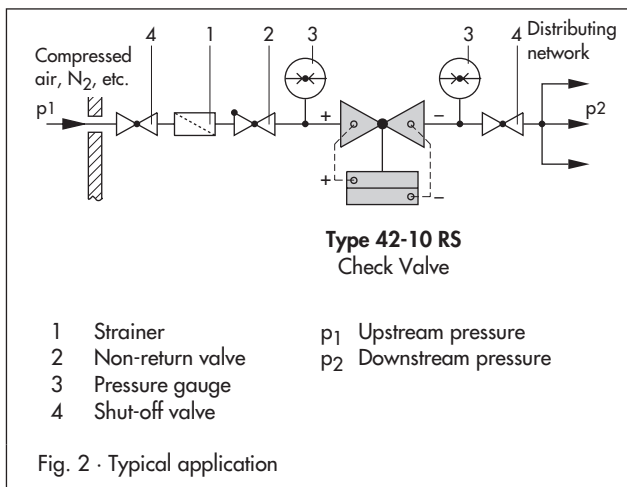 4 1 2 3 3 4
Compressed
air, N2, etc.
Distributing
network
p1
+ −
p2
+
−
Type 42-10 RS
Check Valve
1 Strainer
2 Non-return valve
3 Pressure gauge
4 Shut-off valve
p1 Upstream pressure
p2 Downstream pressure
Fig. 2 · Typical application